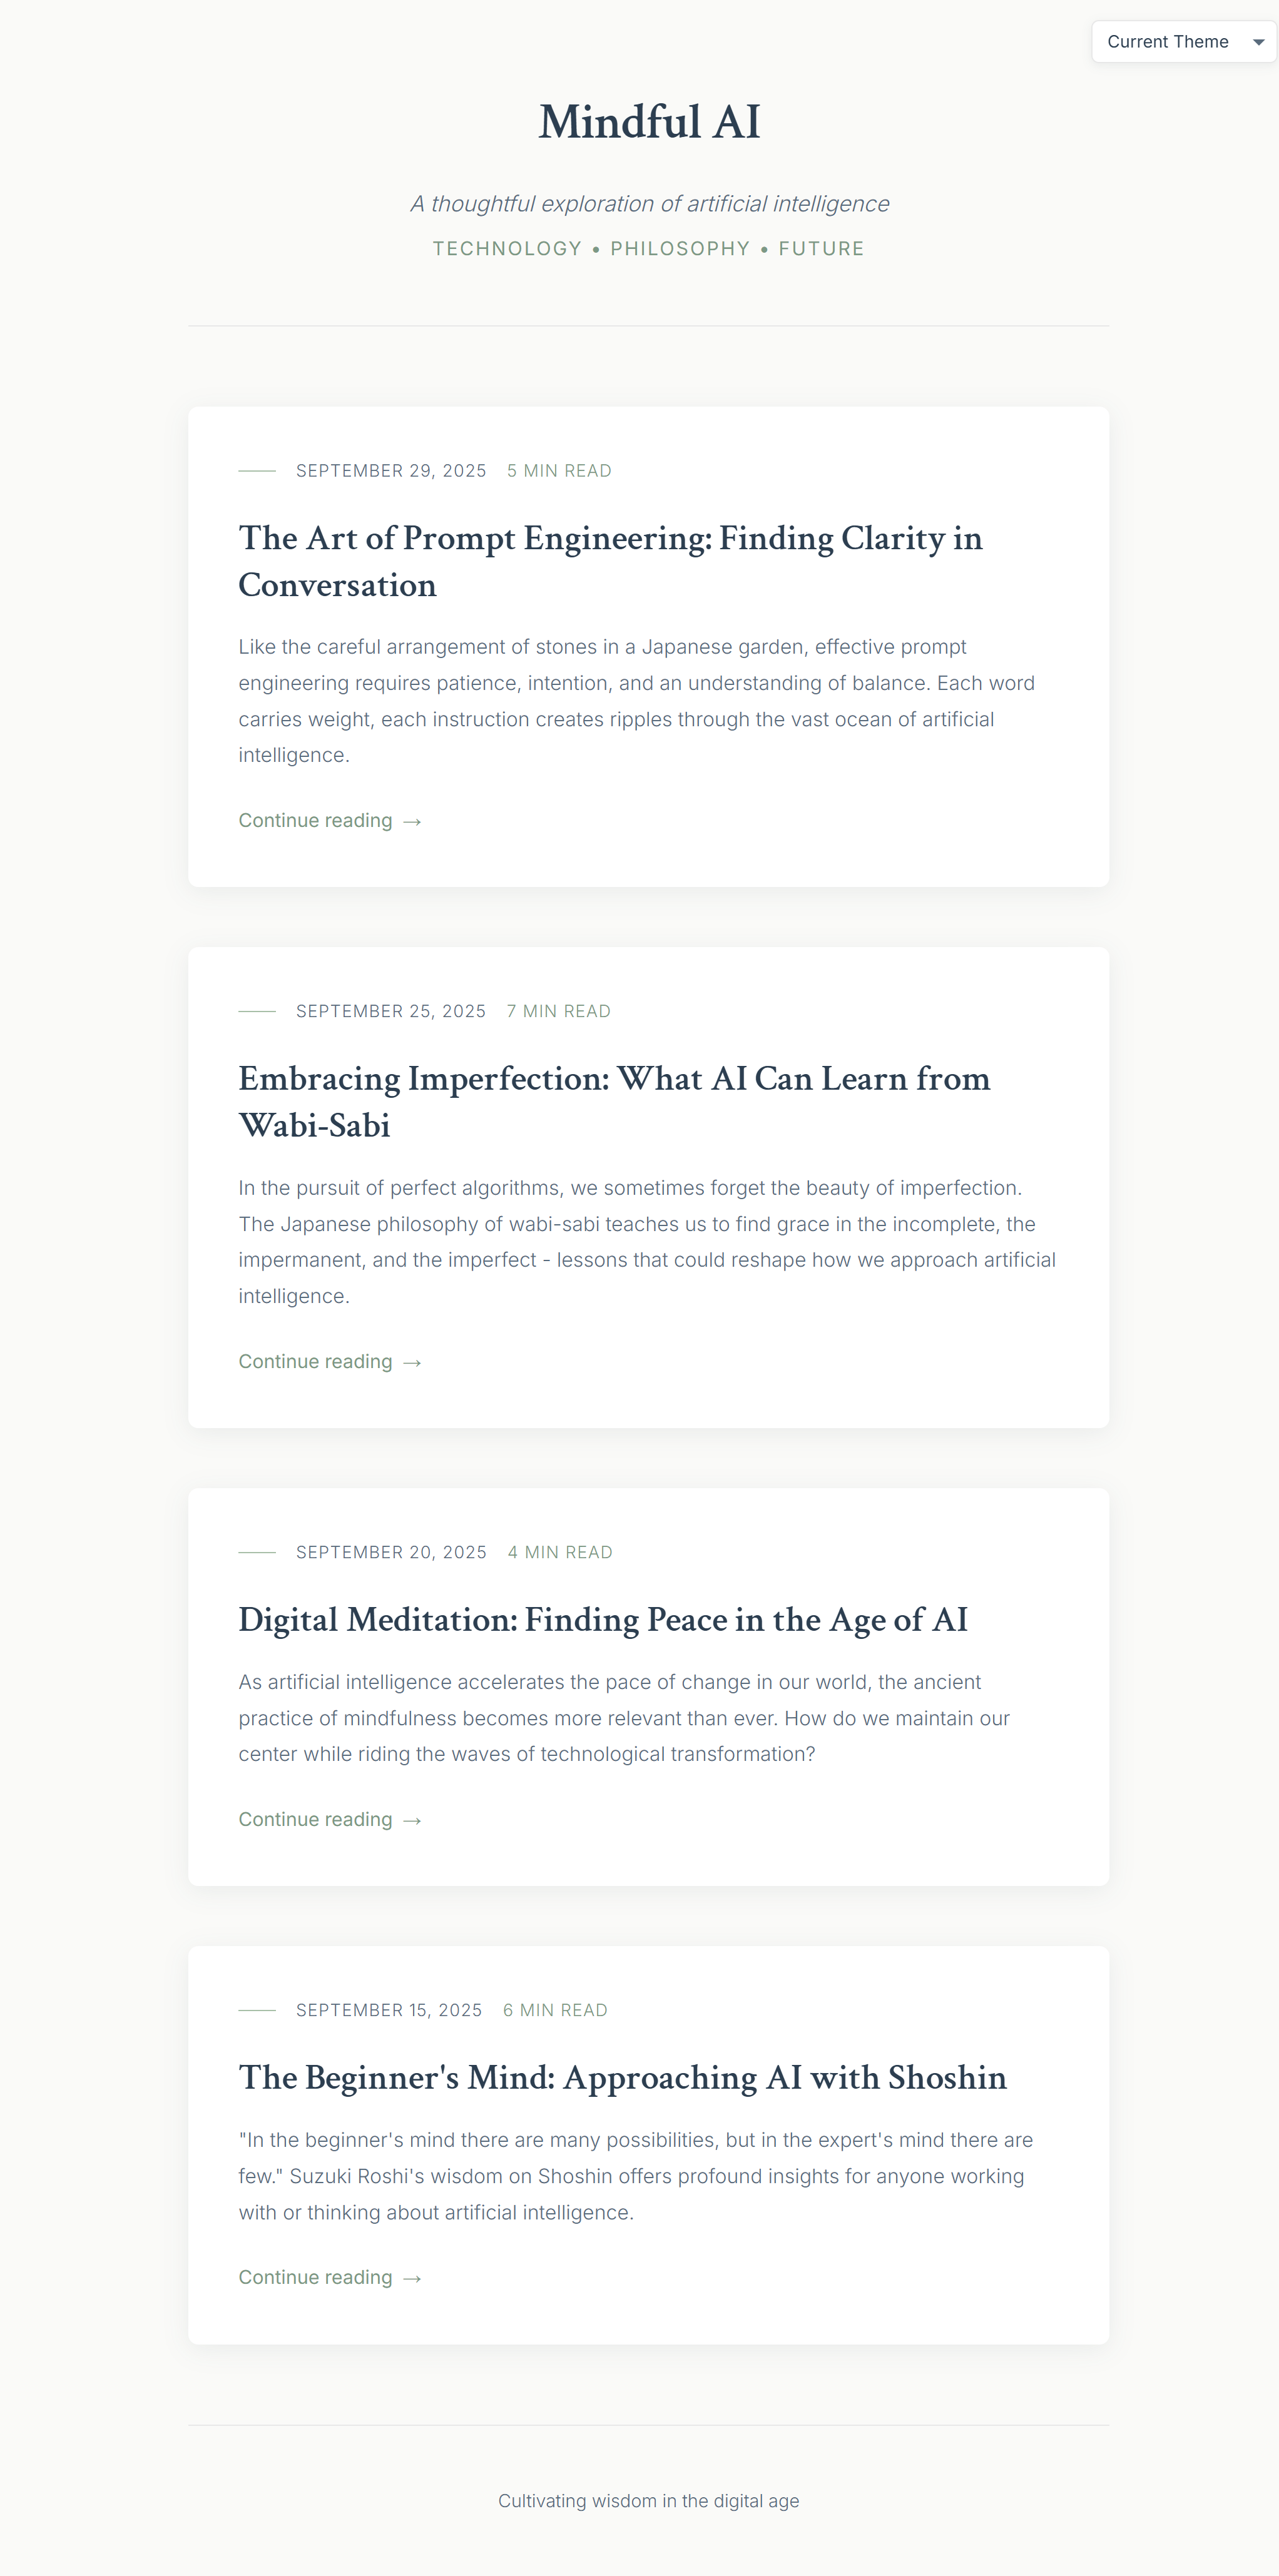 Current Theme
Mindful AI
A thoughtful exploration of artificial intelligence
TECHNOLOGY • PHILOSOPHY • FUTURE
SEPTEMBER 29, 2025 5 MIN READ
The Art of Prompt Engineering: Finding Clarity in
Conversation
Like the careful arrangement of stones in a Japanese garden, effective prompt
engineering requires patience, intention, and an understanding of balance. Each word
carries weight, each instruction creates ripples through the vast ocean of artificial
intelligence.
Continue reading →
SEPTEMBER 25, 2025 7 MIN READ
Embracing Imperfection: What AI Can Learn from
Wabi-Sabi
In the pursuit of perfect algorithms, we sometimes forget the beauty of imperfection.
The Japanese philosophy of wabi-sabi teaches us to find grace in the incomplete, the
impermanent, and the imperfect - lessons that could reshape how we approach artificial
intelligence.
Continue reading →
SEPTEMBER 20, 2025 4 MIN READ
Digital Meditation: Finding Peace in the Age of AI
As artificial intelligence accelerates the pace of change in our world, the ancient
practice of mindfulness becomes more relevant than ever. How do we maintain our
center while riding the waves of technological transformation?
Continue reading →
SEPTEMBER 15, 2025 6 MIN READ
The Beginner's Mind: Approaching AI with Shoshin
"In the beginner's mind there are many possibilities, but in the expert's mind there are
few." Suzuki Roshi's wisdom on Shoshin offers profound insights for anyone working
with or thinking about artificial intelligence.
Continue reading →
Cultivating wisdom in the digital age